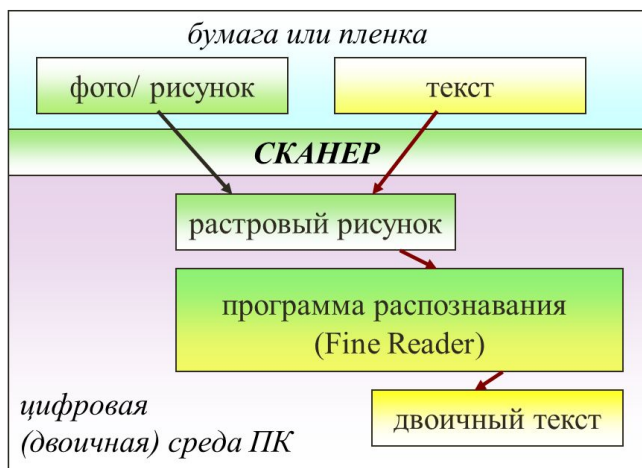 бумага или пленка
фото/ рисунок
текст
СКАНЕР
растровый рисунок
программа распознавания
(Fine Reader)
двоичный текст
цифровая
(двоичная) среда ПК